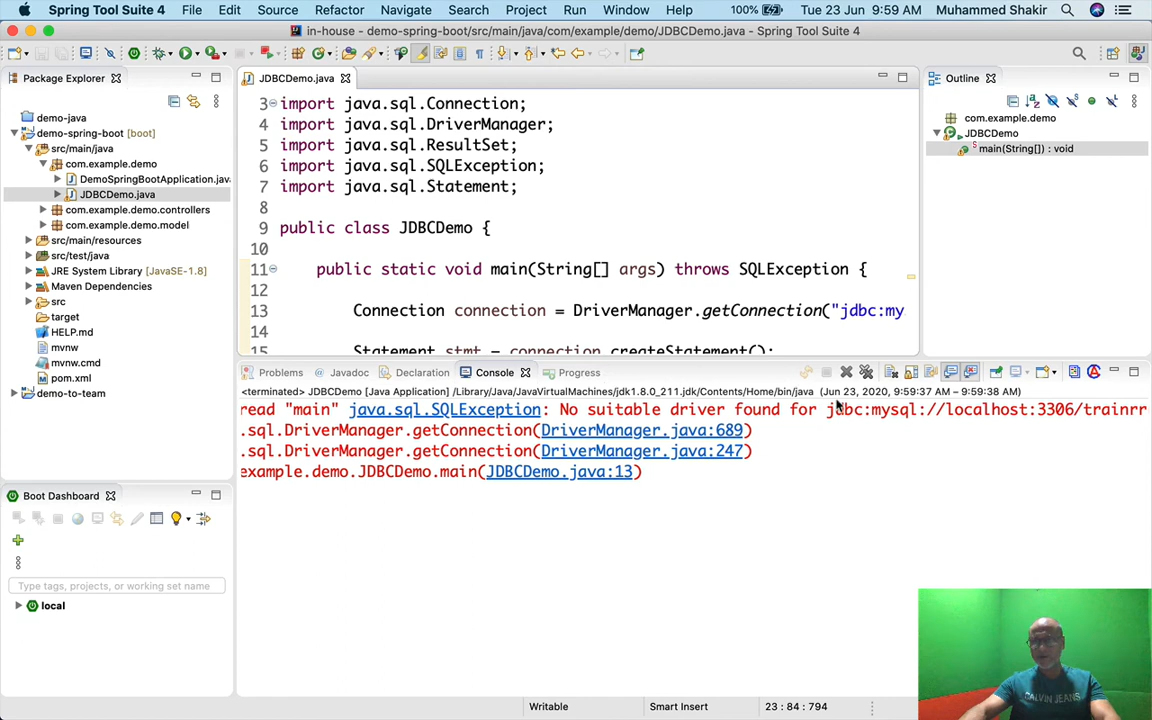 Spring Tool Suite 4 File Edit Source Refactor Navigate Search Project Run Window Help 100% Tue 23 Jun 9:59 AM Muhammed Shakir
in-house - demo-spring-boot/src/main/java/com/example/demo/JDBCDemo.java - Spring Tool Suite 4
Package Explorer
demo-java
demo-spring-boot [boot]
src/main/java
com.example.demo
DemoSpringBootApplication.java
JDBCDemo.java
com.example.demo.controllers
com.example.demo.model
src/main/resources
src/test/java
JRE System Library [JavaSE-1.8]
Maven Dependencies
src
target
HELP.md
mvnw
mvnw.cmd
pom.xml
demo-to-team
Boot Dashboard
Type tags, projects, or working set name
local
JDBCDemo.java
3 import java.sql.Connection;
4 import java.sql.DriverManager;
5 import java.sql.ResultSet;
6 import java.sql.SQLException;
7 import java.sql.Statement;
8
9 public class JDBCDemo {
10
11 public static void main(String[] args) throws SQLException {
12
13 Connection connection = DriverManager.getConnection("jdbc:my
14
15 Statement stmt = connection.createStatement();
Outline
com.example.demo
JDBCDemo
main(String[]) : void
Problems Javadoc Declaration Console Progress
<terminated> JDBCDemo [Java Application] /Library/Java/JavaVirtualMachines/jdk1.8.0_211.jdk/Contents/Home/bin/java (Jun 23, 2020, 9:59:37 AM – 9:59:38 AM)
read "main" java.sql.SQLException: No suitable driver found for jdbc:mysql://localhost:3306/trainrr
.sql.DriverManager.getConnection(DriverManager.java:689)
.sql.DriverManager.getConnection(DriverManager.java:247)
example.demo.JDBCDemo.main(JDBCDemo.java:13)
CALVIN JEANS
Writable Smart Insert 23 : 84 : 794